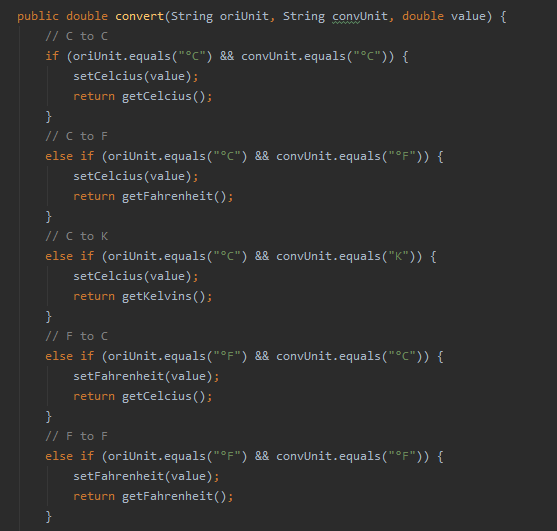 public double convert(String oriUnit, String convUnit, double value) {
// C to C
if (oriUnit.equals("°C") && convUnit.equals("°C")) {
setCelcius(value);
return getCelcius();
}
// C to F
else if (oriUnit.equals("°C") && convUnit.equals("°F")) {
setCelcius(value);
return getFahrenheit();
}
// C to K
else if (oriUnit.equals("°C") && convUnit.equals("K")) {
setCelcius(value);
return getKelvins();
}
// F to C
else if (oriUnit.equals("°F") && convUnit.equals("°C")) {
setFahrenheit(value);
return getCelcius();
}
// F to F
else if (oriUnit.equals("°F") && convUnit.equals("°F")) {
setFahrenheit(value);
return getFahrenheit();
}